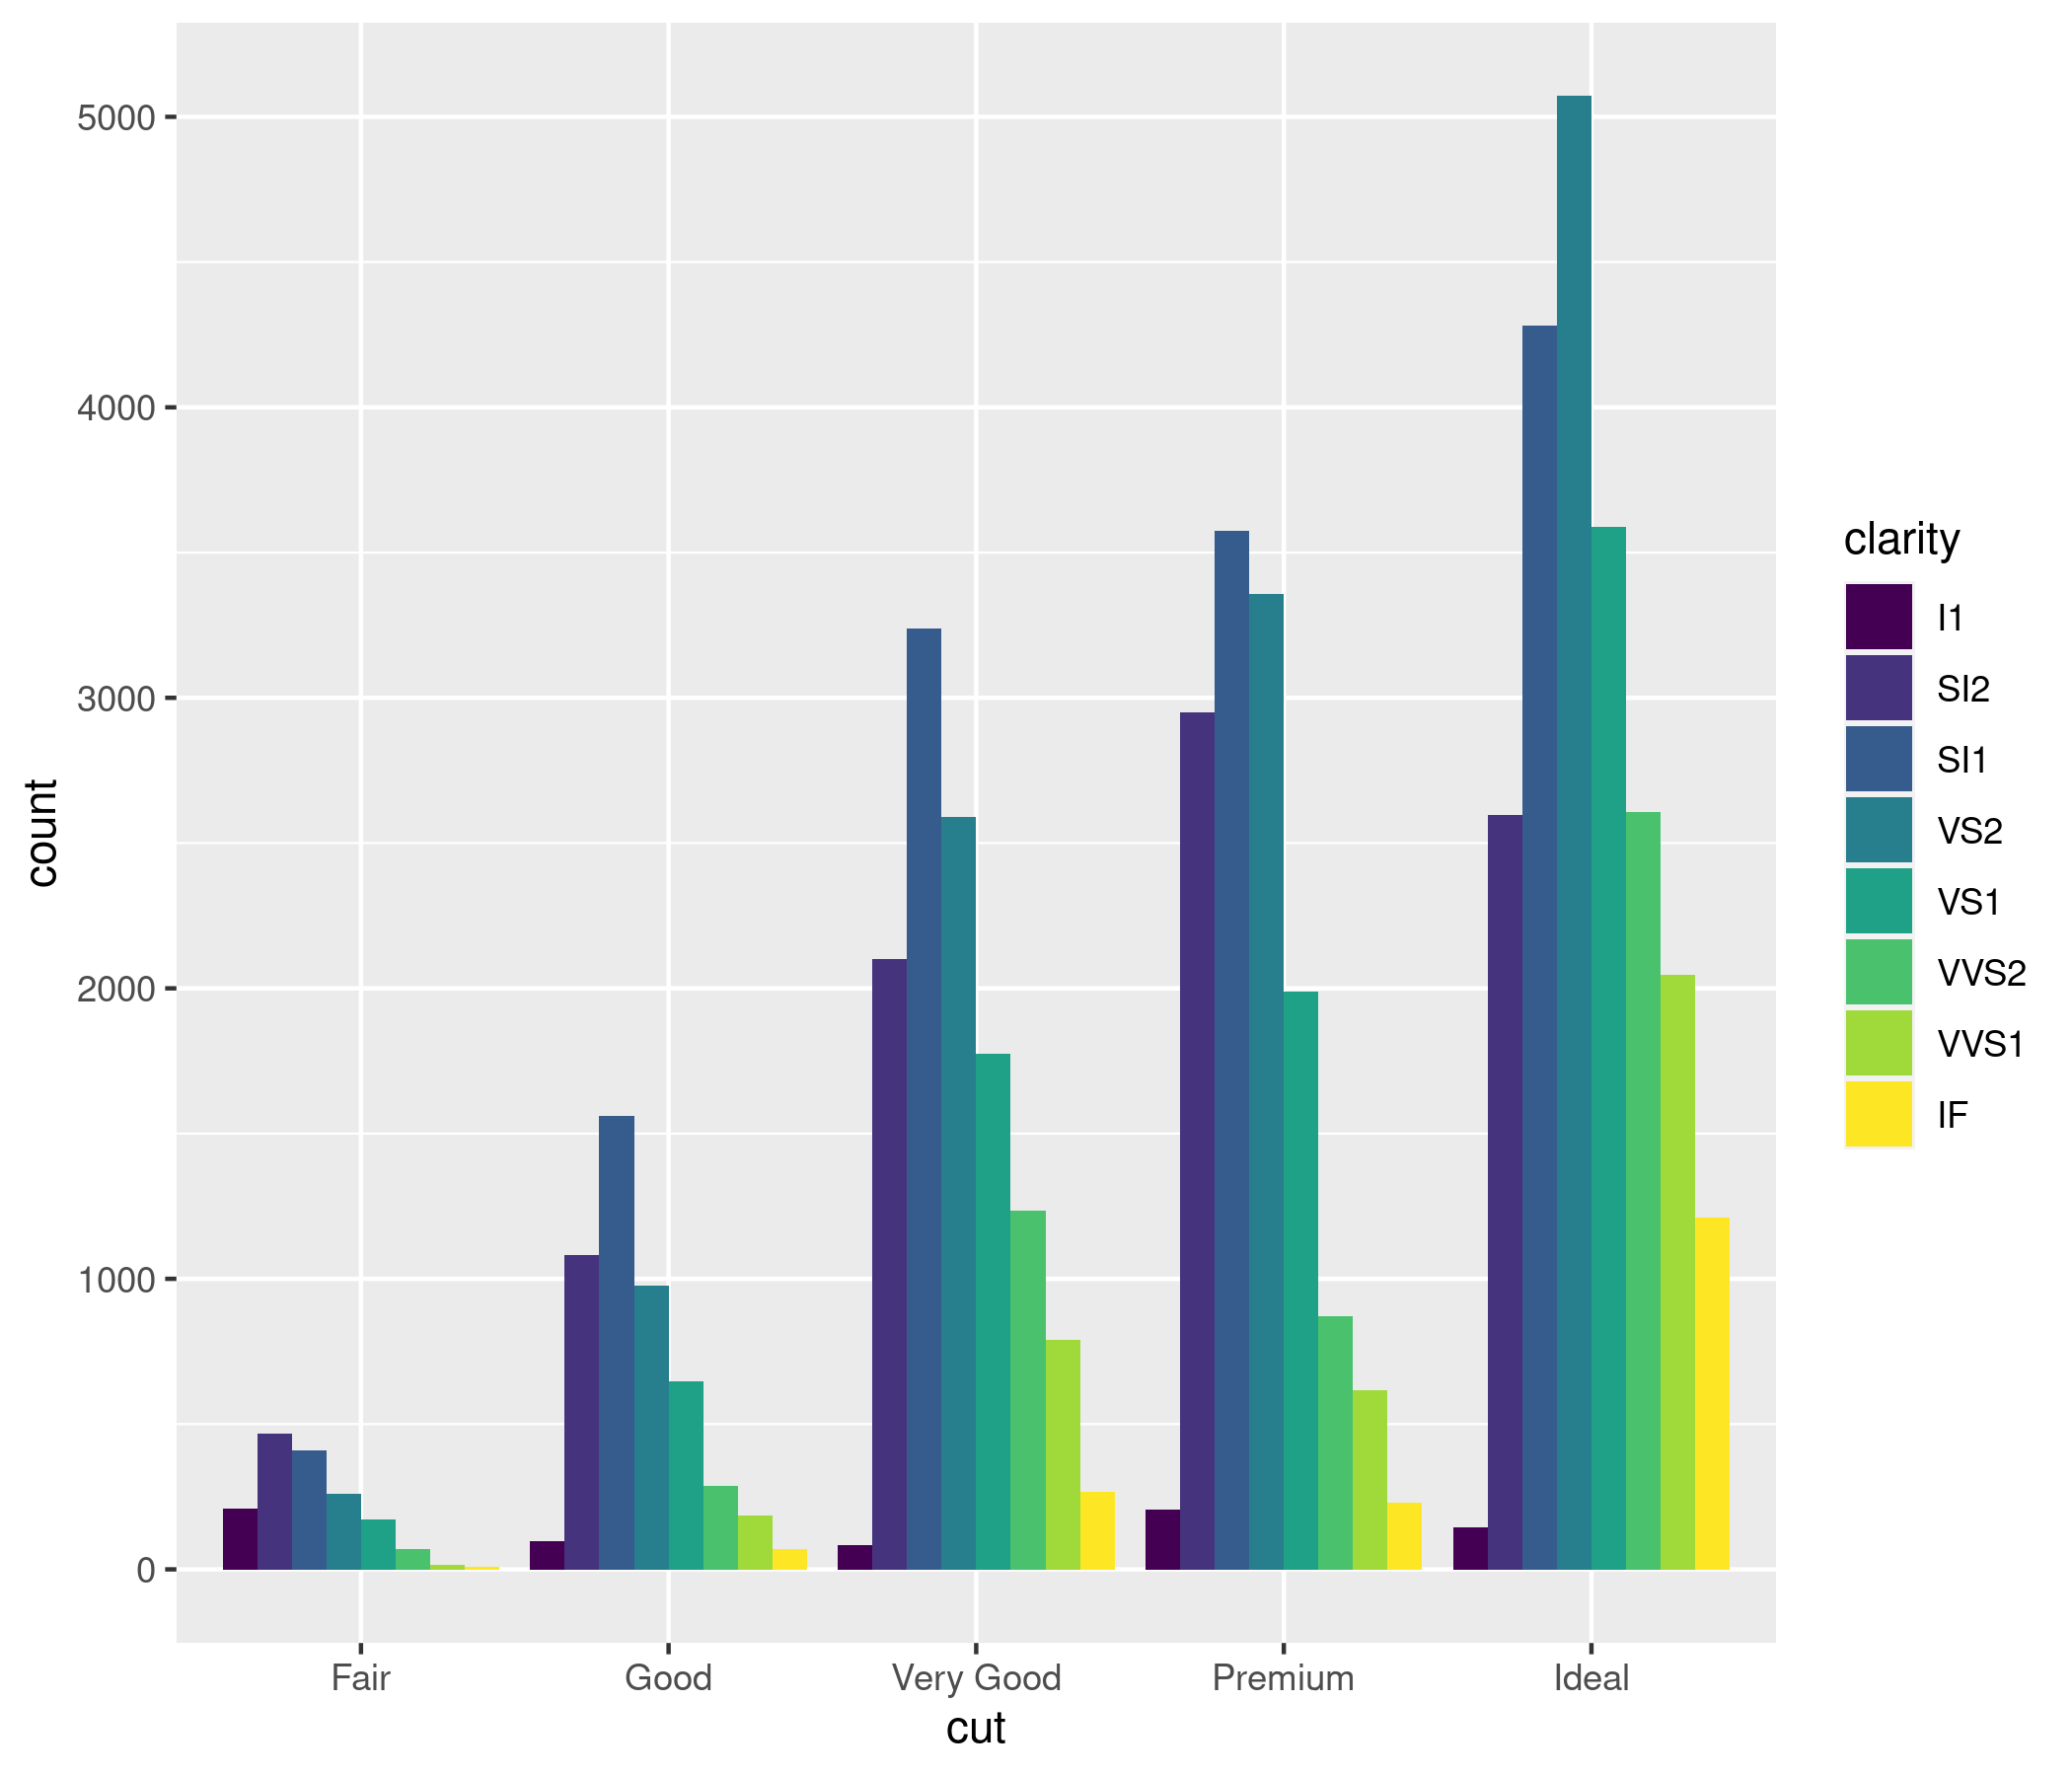 5000
4000
3000
2000
1000
0
count
Fair Good Very Good Premium Ideal
cut
clarity
I1
SI2
SI1
VS2
VS1
VVS2
VVS1
IF